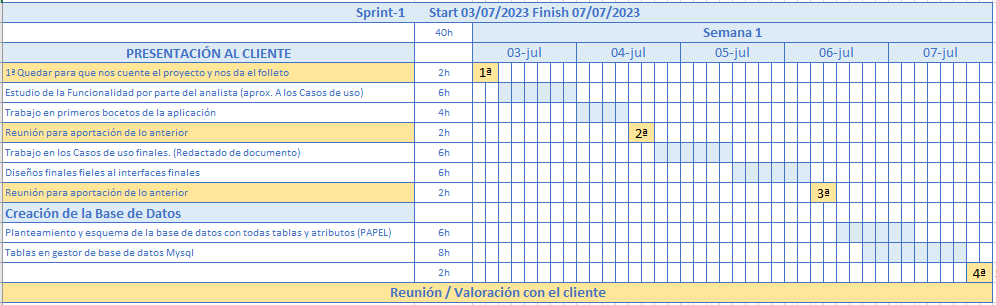 Sprint-1 Start 03/07/2023 Finish 07/07/2023
40h Semana 1
PRESENTACIÓN AL CLIENTE 03-jul 04-jul 05-jul 06-jul 07-jul
1ª Quedar para que nos cuente el proyecto y nos da el folleto 2h 1ª
Estudio de la Funcionalidad por parte del analista (aprox. A los Casos de uso) 6h
Trabajo en primeros bocetos de la aplicación 4h
Reunión para aportación de lo anterior 2h 2ª
Trabajo en los Casos de uso finales. (Redactado de documento) 6h
Diseños finales fieles al interfaces finales 6h
Reunión para aportación de lo anterior 2h 3ª
Creación de la Base de Datos
Planteamiento y esquema de la base de datos con todas tablas y atributos (PAPEL) 6h
Tablas en gestor de base de datos Mysql 8h
2h 4ª
Reunión / Valoración con el cliente